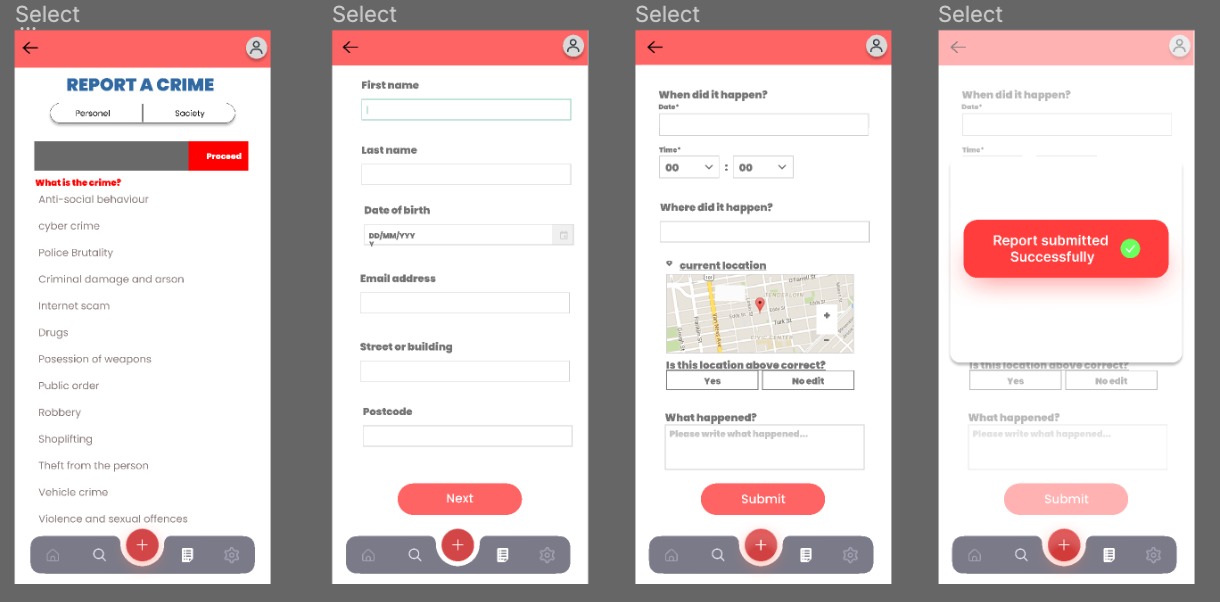 Select
...
REPORT A CRIME
Personel
Saciety
Proceed
What is the crime?
Anti-social behaviour
cyber crime
Police Brutality
Criminal damage and arson
Internet scam
Drugs
Posession of weapons
Public order
Robbery
Shoplifting
Theft from the person
Vehicle crime
Violence and sexual offences
+
Select
First name
Last name
Date of birth
DD/MM/YYY
Y
Email address
Street or building
Postcode
Next
+
Select
When did it happen?
Date*
Time*
00 : 00
Where did it happen?
current location
Turk St
+
-
Is this location above correct?
Yes
No edit
What happened?
Please write what happened...
Submit
+
Select
When did it happen?
Date*
Time*
Report submitted
Successfully
Is this location above correct?
Yes
No edit
What happened?
Please write what happened...
Submit
+